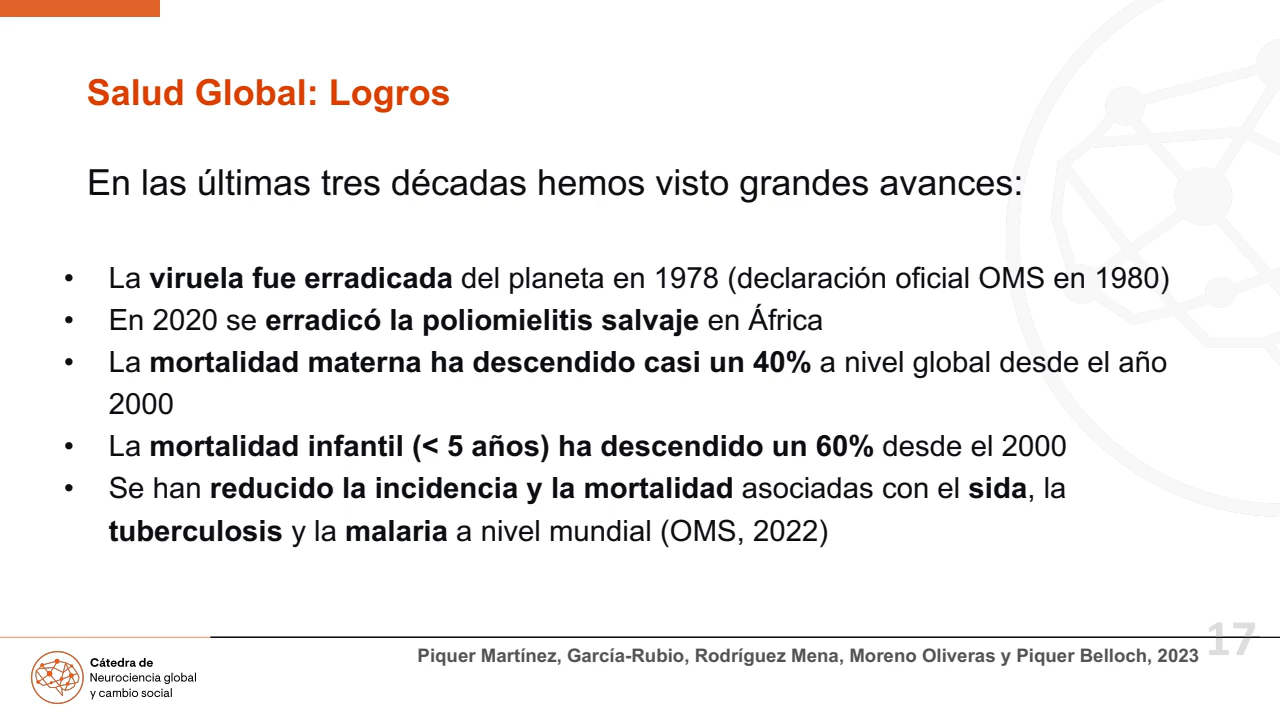 Salud Global: Logros
En las últimas tres décadas hemos visto grandes avances:
• La viruela fue erradicada del planeta en 1978 (declaración oficial OMS en 1980)
• En 2020 se erradicó la poliomielitis salvaje en África
• La mortalidad materna ha descendido casi un 40% a nivel global desde el año
2000
• La mortalidad infantil (< 5 años) ha descendido un 60% desde el 2000
• Se han reducido la incidencia y la mortalidad asociadas con el sida, la
tuberculosis y la malaria a nivel mundial (OMS, 2022)
17
Piquer Martínez, García-Rubio, Rodríguez Mena, Moreno Oliveras y Piquer Belloch, 2023
Cátedra de
Neurociencia global
y cambio social